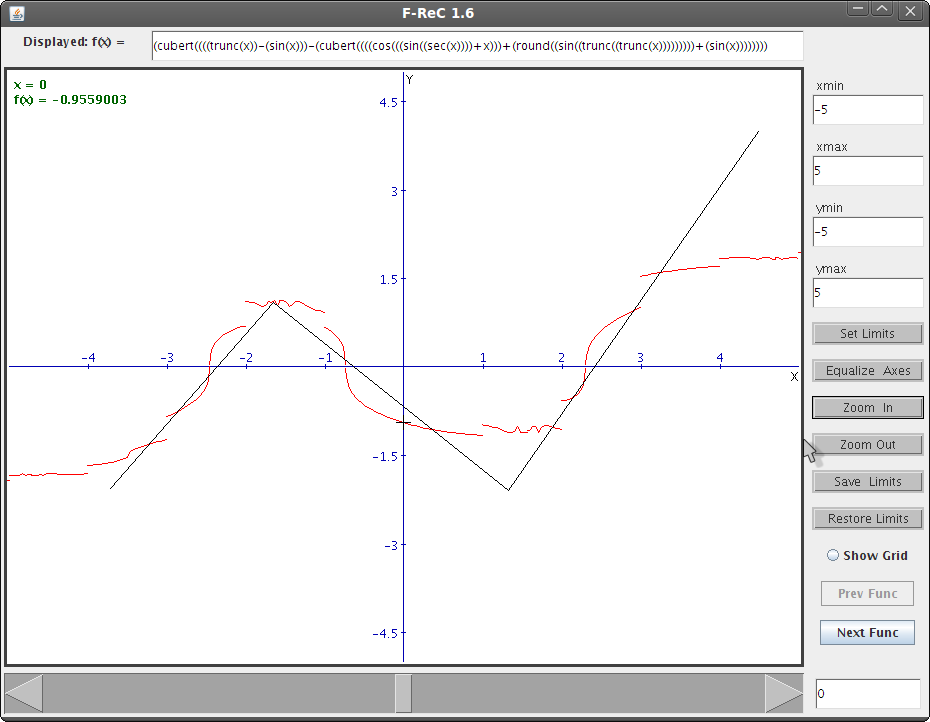 F-ReC 1.6
Displayed: f(x) =
(cubert((((trunc(x))-(sin(x)))-(cubert((((cos(((sin((sec(x))))+x)))+(round((sin((trunc((trunc(x)))))))))+(sin(x))))))))
x = 0
f(x) = -0.9559003
Y
4.5
3
1.5
-4
-3
-2
-1
1
2
3
4
X
-1.5
-3
-4.5
xmin
-5
xmax
5
ymin
-5
ymax
5
Set Limits
Equalize Axes
Zoom In
Zoom Out
Save Limits
Restore Limits
Show Grid
Prev Func
Next Func
0